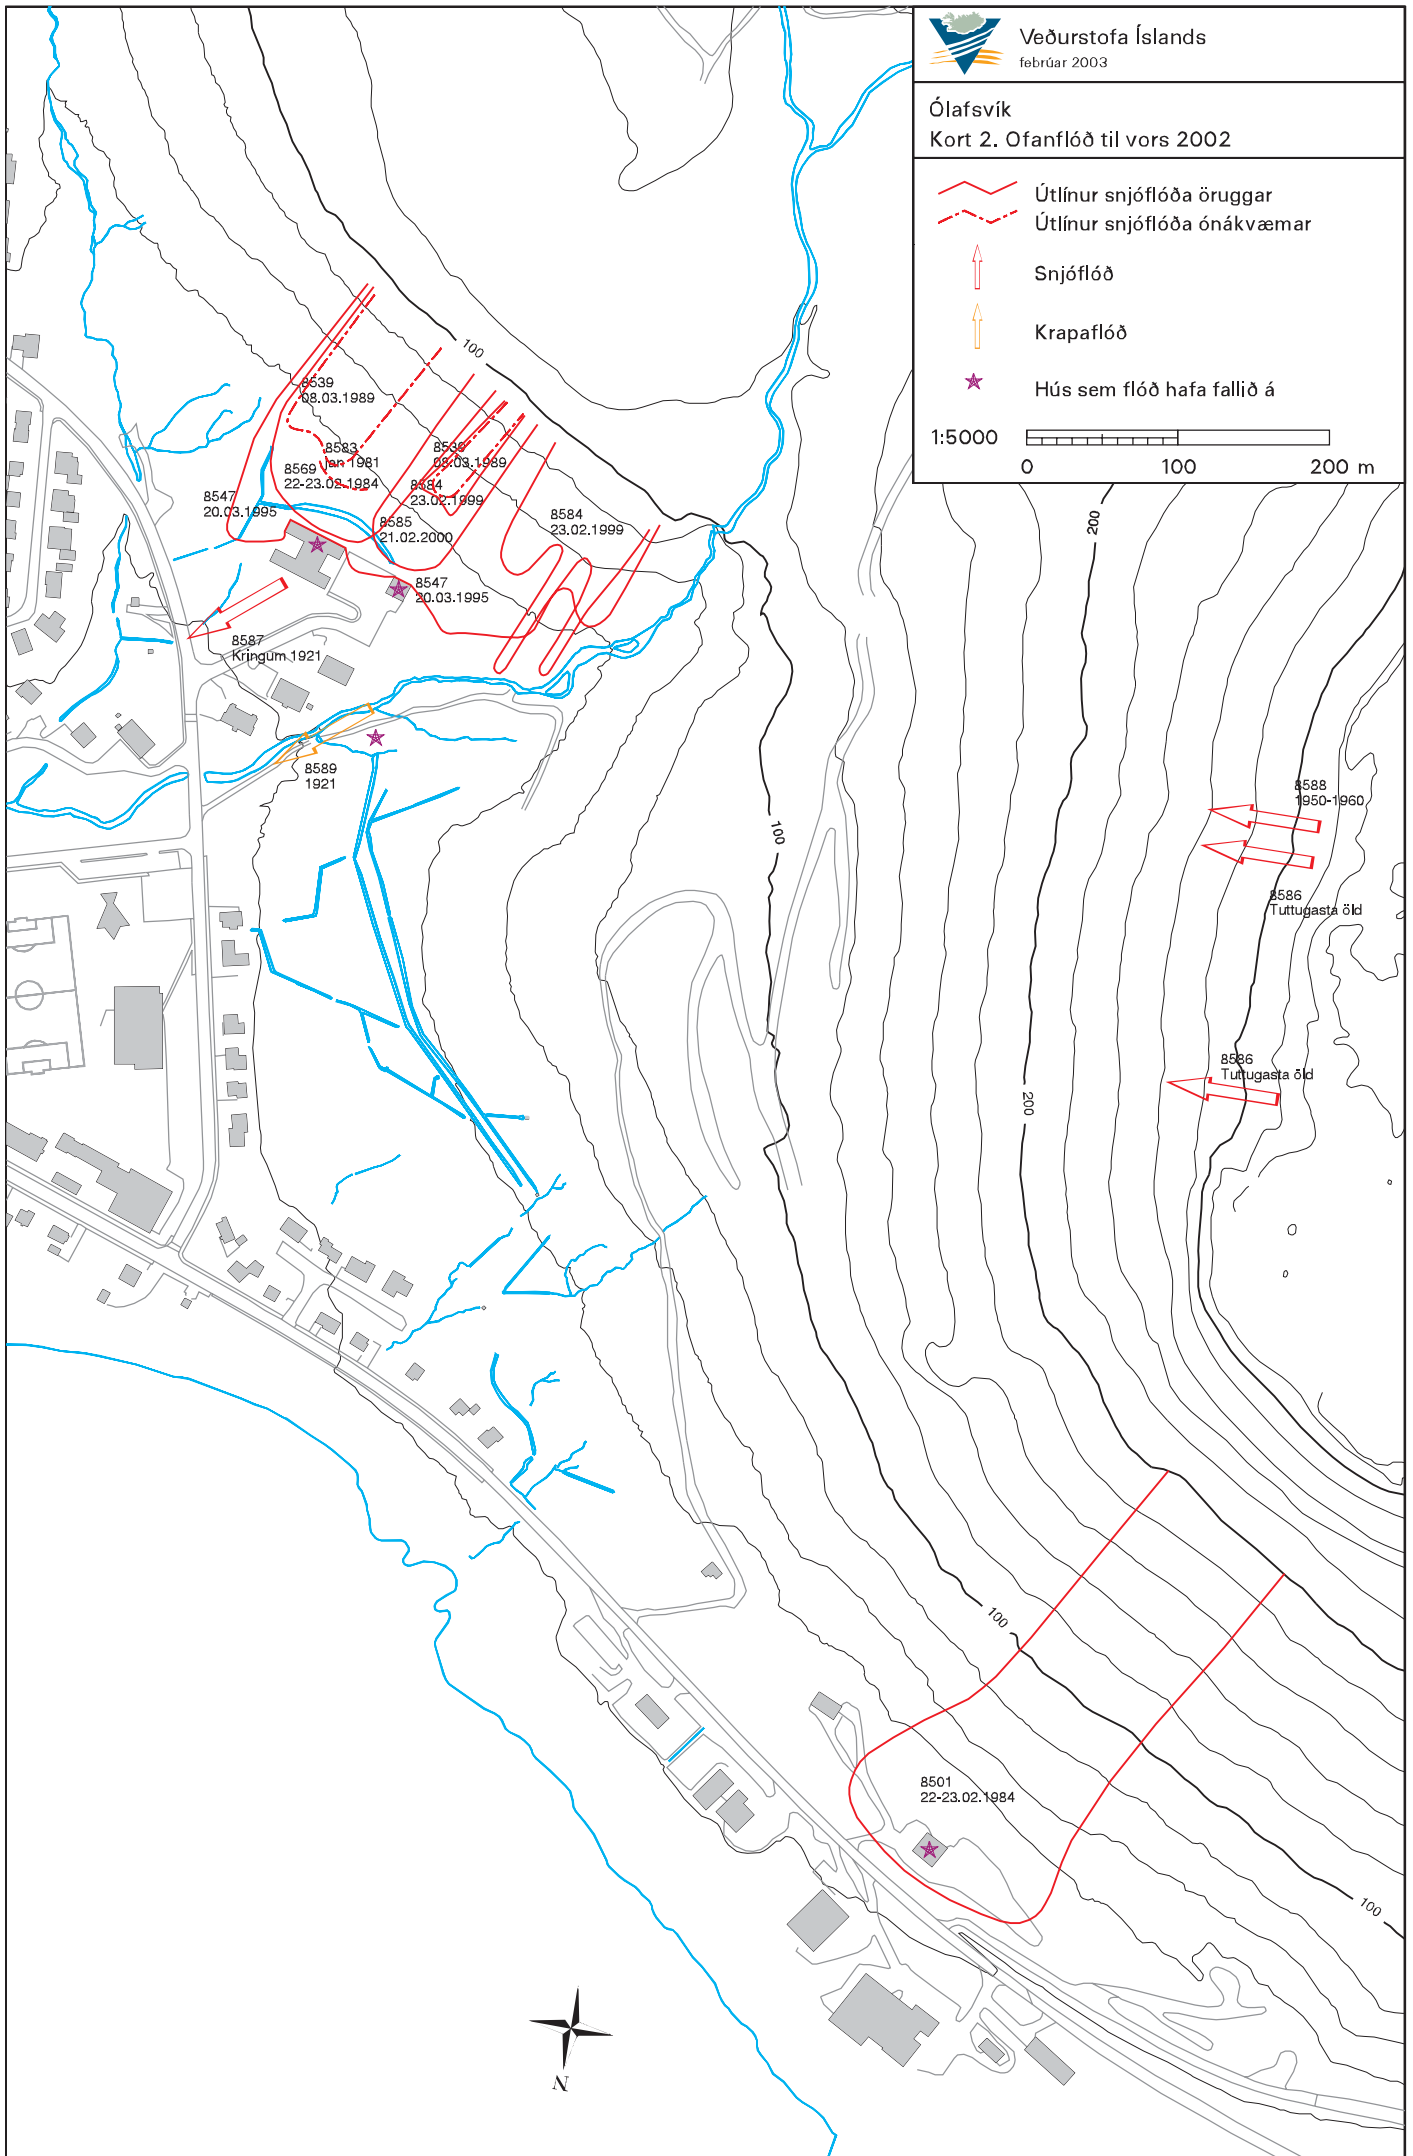 Veðurstofa Íslands
febrúar 2003
Ólafsvík
Kort 2. Ofanflóð til vors 2002
Útlínur snjóflóða öruggar
Útlínur snjóflóða ónákvæmar
Snjóflóð
Krapaflóð
Hús sem flóð hafa fallið á
1:5000
0 100 200 m
100
8539
08.03.1989
8583
jan 1981
8539
08.03.1989
8569
22-23.02.1984
8584
23.02.1999
8547
20.03.1995
8585
21.02.2000
8584
23.02.1999
200
8547
20.03.1995
8587
Kringum 1921
8589
1921
100
8588
1950-1960
8586
Tuttugasta öld
8586
Tuttugasta öld
200
100
8501
22-23.02.1984
100
N